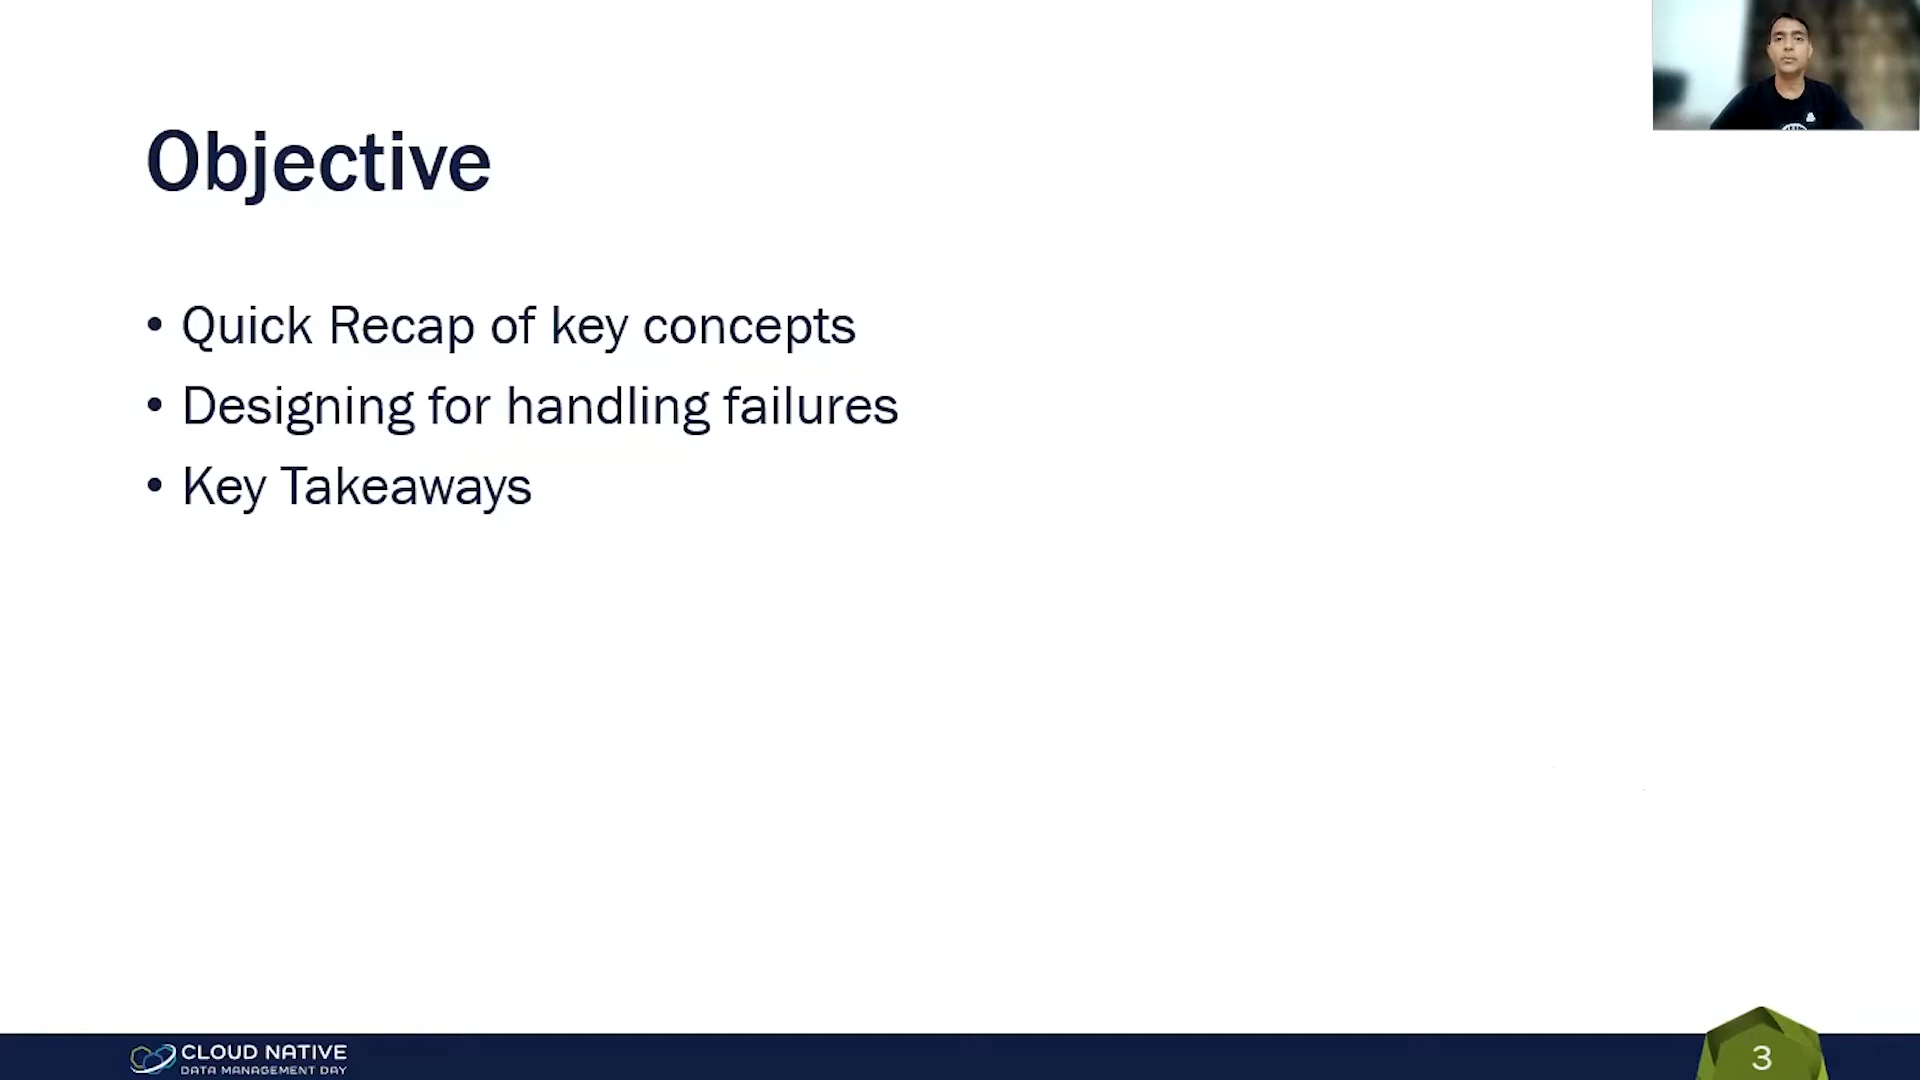 Objective
• Quick Recap of key concepts
• Designing for handling failures
• Key Takeaways
CLOUD NATIVE
DATA MANAGEMENT DAY
3